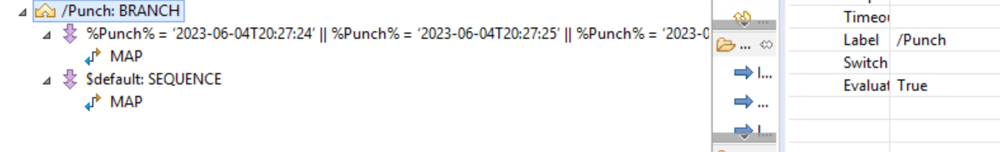 /Punch: BRANCH
%Punch% = '2023-06-04T20:27:24' || %Punch% = '2023-06-04T20:27:25' || %Punch% = '2023-0
MAP
$default: SEQUENCE
MAP
...
I...
...
I...
Timeou
Label /Punch
Switch
Evaluat True